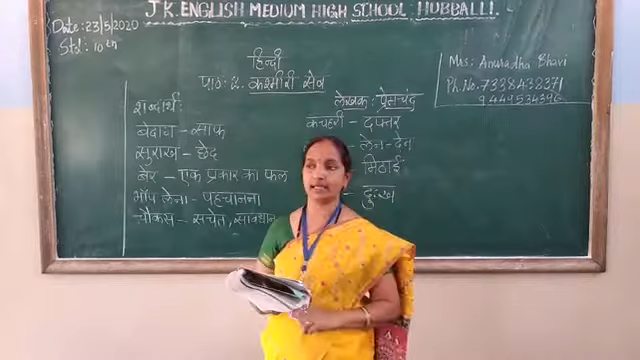 J K. ENGLISH MEDIUM HIGH SCHOOL: HUBBALLI.
Date: 23/5/2020
Std: 10th
Mrs: Anuradha Bhavi
Ph.No. 7338438371
9449534396
हिन्दी
पाठ: 2. कश्मीरी सेब
शब्दार्थ:
बेदाग - साफ
सुराख - छेद
बेर - एक प्रकार का फल
भाँप लेना - पहचानना
चौकस - सचेत, सावधान
लेखक: प्रेमचंद
कचहरी - दफ्तर
- लेन - देन
मिठाई
- दुःख